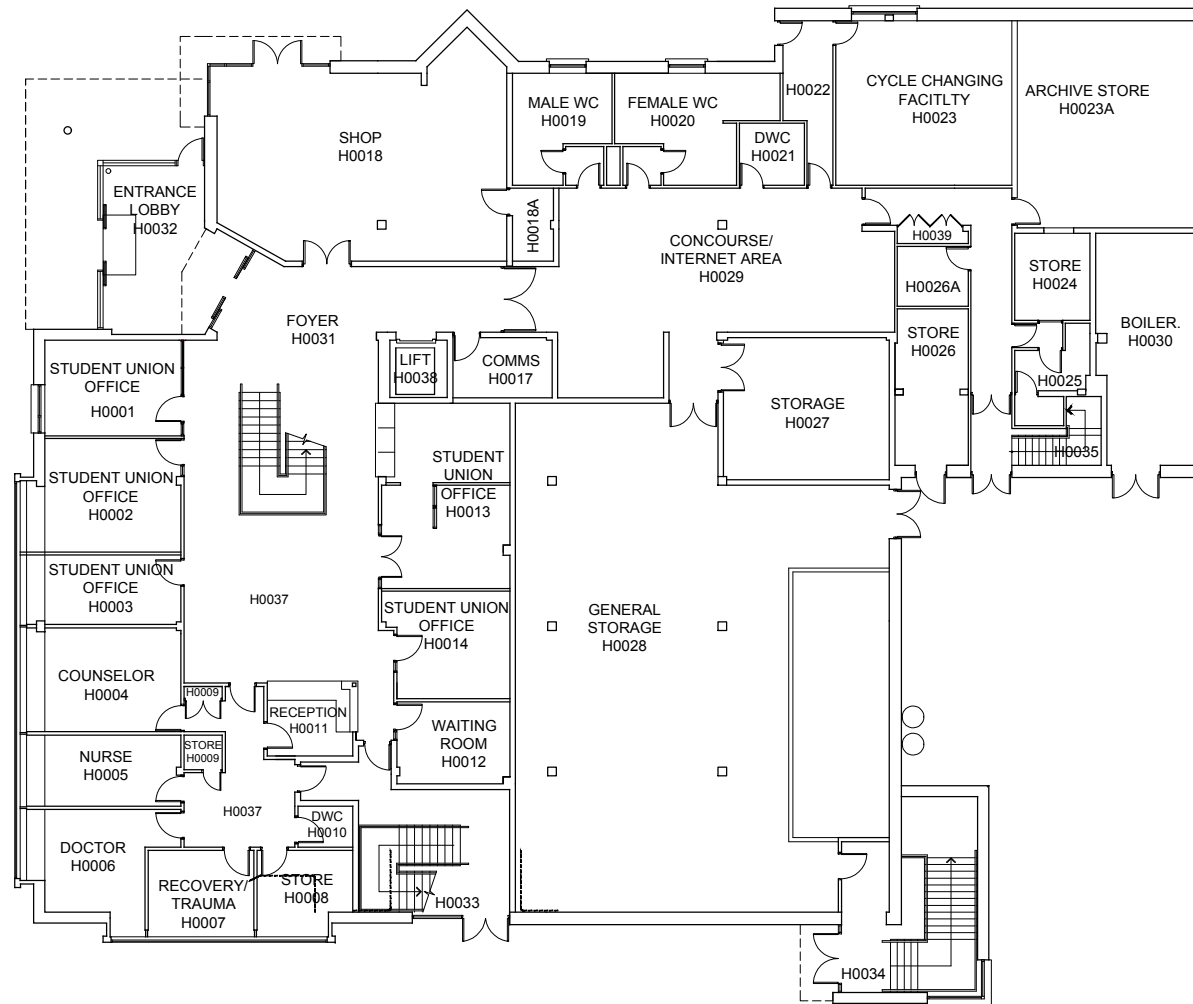 H0022
CYCLE CHANGING
FACITLTY
H0023
ARCHIVE STORE
H0023A
MALE WC
H0019
FEMALE WC
H0020
DWC
H0021
SHOP
H0018
ENTRANCE
LOBBY
H0032
H0018A
CONCOURSE/
INTERNET AREA
H0029
H0039
H0026A
STORE
H0024
BOILER.
H0030
FOYER
H0031
LIFT
H0038
COMMS
H0017
STORE
H0026
H0025
H0035
STUDENT UNION
OFFICE
H0001
STORAGE
H0027
STUDENT UNION
OFFICE
H0002
STUDENT
UNION
OFFICE
H0013
STUDENT UNION
OFFICE
H0003
H0037
STUDENT UNION
OFFICE
H0014
GENERAL
STORAGE
H0028
COUNSELOR
H0004
H0009
RECEPTION
H0011
WAITING
ROOM
H0012
NURSE
H0005
STORE
H0009
H0037
DWC
H0010
DOCTOR
H0006
RECOVERY/
TRAUMA
H0007
STORE
H0008
H0033
H0034